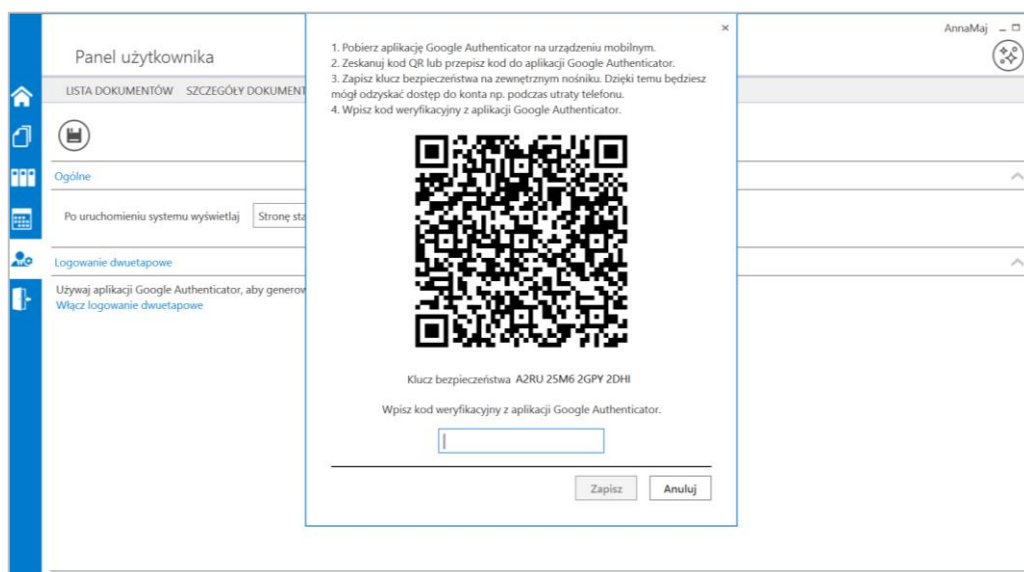 AnnaMaj
Panel użytkownika
LISTA DOKUMENTÓW SZCZEGÓŁY DOKUMENT
Ogólne
Po uruchomieniu systemu wyświetlaj Stronę sta
Logowanie dwuetapowe
Używaj aplikacji Google Authenticator, aby generow
Włącz logowanie dwuetapowe
1. Pobierz aplikację Google Authenticator na urządzeniu mobilnym.
2. Zeskanuj kod QR lub przepisz kod do aplikacji Google Authenticator.
3. Zapisz klucz bezpieczeństwa na zewnętrznym nośniku. Dzięki temu będziesz
mógł odzyskać dostęp do konta np. podczas utraty telefonu.
4. Wpisz kod weryfikacyjny z aplikacji Google Authenticator.
Klucz bezpieczeństwa A2RU 25M6 2GPY 2DHI
Wpisz kod weryfikacyjny z aplikacji Google Authenticator.
Zapisz Anuluj